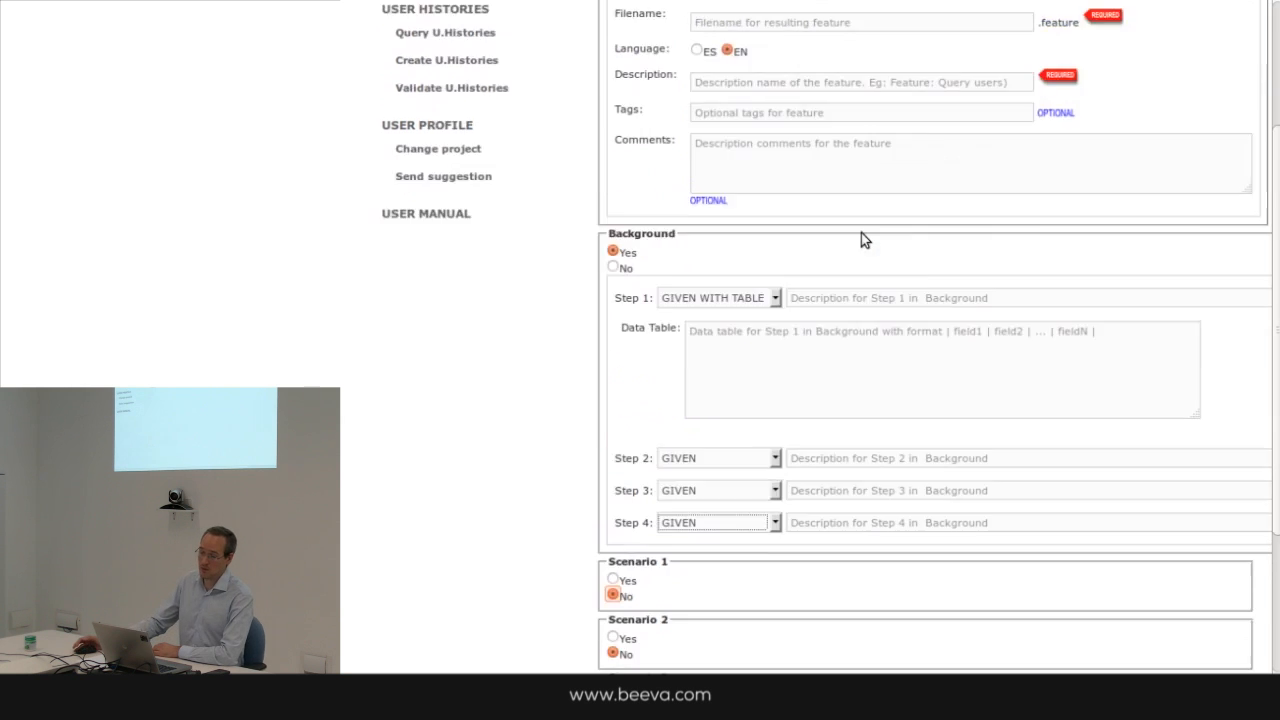 USER HISTORIES
Query U.Histories
Create U.Histories
Validate U.Histories
USER PROFILE
Change project
Send suggestion
USER MANUAL
Filename: Filename for resulting feature .feature REQUIRED
Language: ES EN
Description: Description name of the feature. Eg: Feature: Query users) REQUIRED
Tags: Optional tags for feature OPTIONAL
Comments: Description comments for the feature
OPTIONAL
Background
Yes
No
Step 1: GIVEN WITH TABLE Description for Step 1 in Background
Data Table: Data table for Step 1 in Background with format | field1 | field2 | ... | fieldN |
Step 2: GIVEN Description for Step 2 in Background
Step 3: GIVEN Description for Step 3 in Background
Step 4: GIVEN Description for Step 4 in Background
Scenario 1
Yes
No
Scenario 2
Yes
No
www.beeva.com